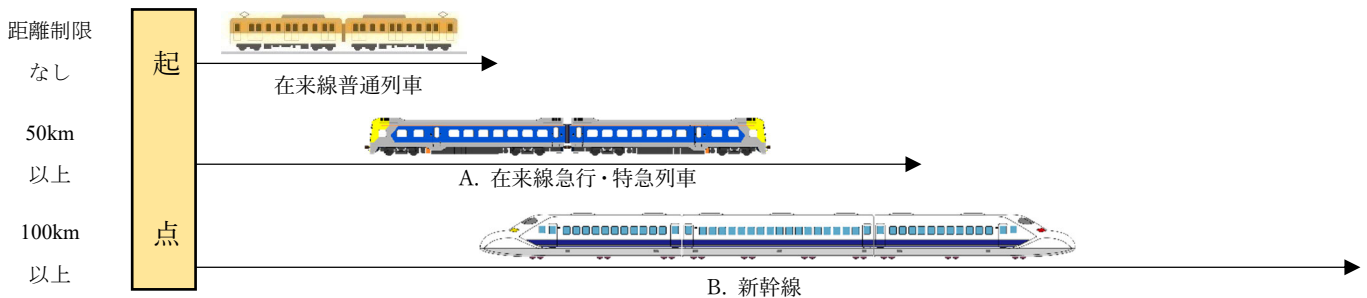 距離制限
なし
起
在来線普通列車
50km
以上
A. 在来線急行・特急列車
100km
以上
点
B. 新幹線